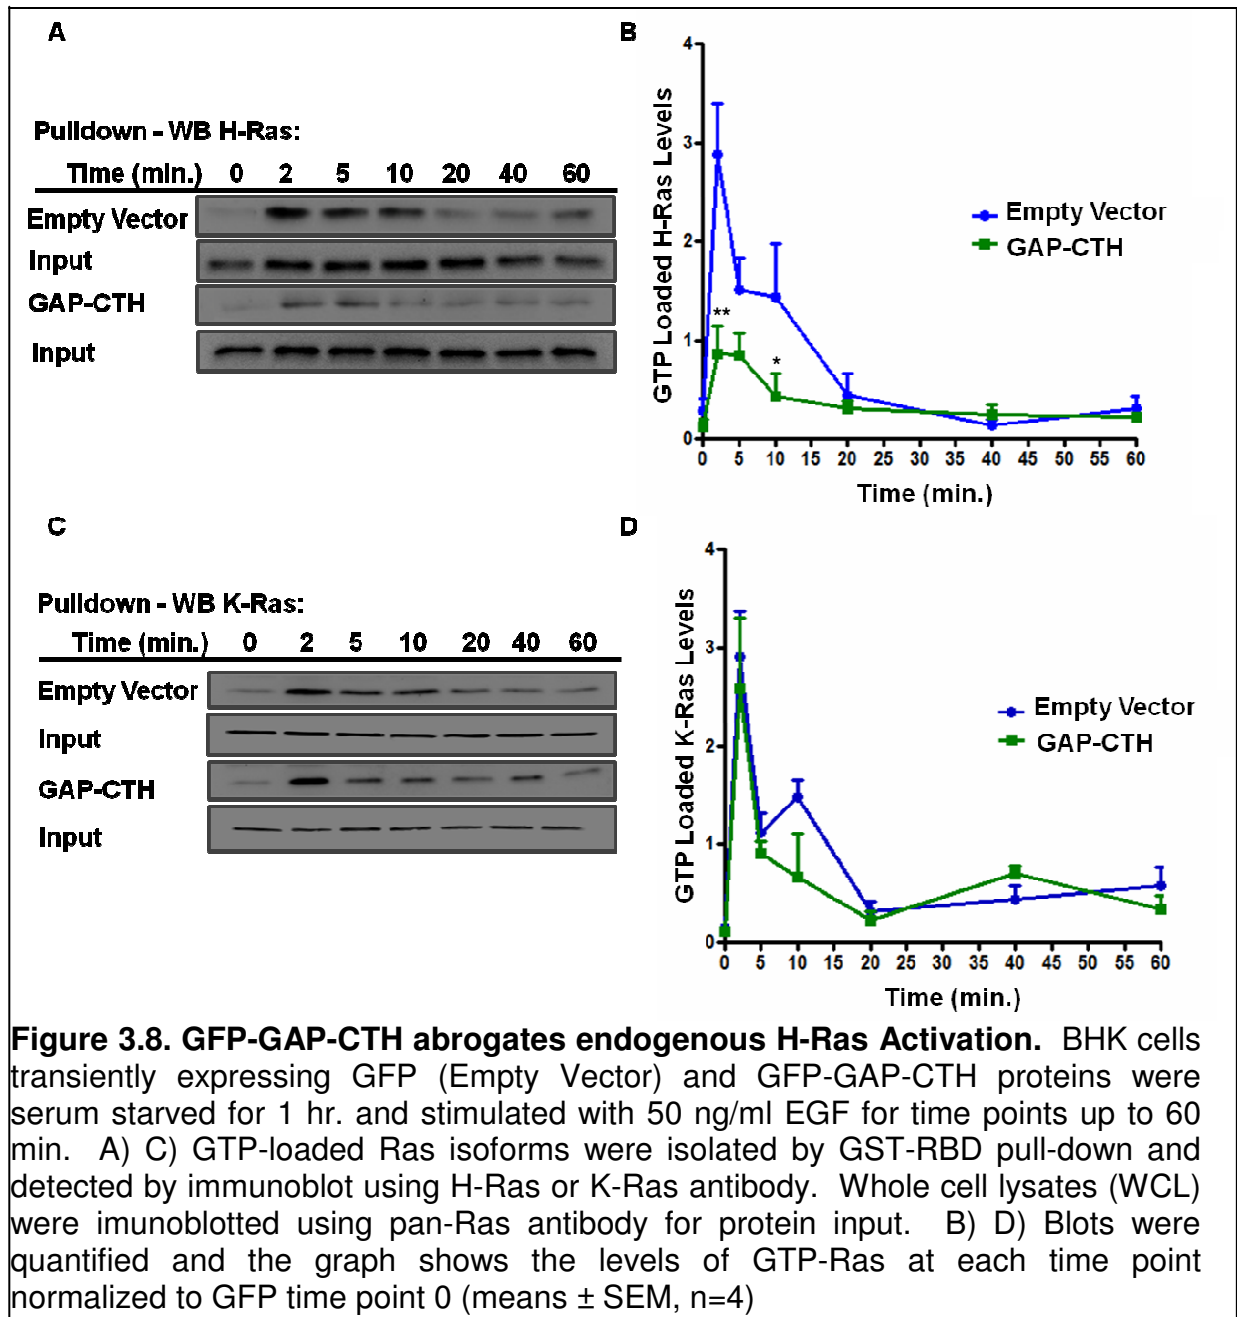 A
Pulldown - WB H-Ras:
Time (min.) 0 2 5 10 20 40 60
Empty Vector
Input
GAP-CTH
Input
B
4
3
2
1
0
GTP Loaded H-Ras Levels
**
*
Empty Vector
GAP-CTH
0 5 10 15 20 25 30 35 40 45 50 55 60
Time (min.)
C
Pulldown - WB K-Ras:
Time (min.) 0 2 5 10 20 40 60
Empty Vector
Input
GAP-CTH
Input
D
4
3
2
1
0
GTP Loaded K-Ras Levels
Empty Vector
GAP-CTH
0 5 10 15 20 25 30 35 40 45 50 55 60
Time (min.)
Figure 3.8. GFP-GAP-CTH abrogates endogenous H-Ras Activation. BHK cells
transiently expressing GFP (Empty Vector) and GFP-GAP-CTH proteins were
serum starved for 1 hr. and stimulated with 50 ng/ml EGF for time points up to 60
min. A) C) GTP-loaded Ras isoforms were isolated by GST-RBD pull-down and
detected by immunoblot using H-Ras or K-Ras antibody. Whole cell lysates (WCL)
were imunoblotted using pan-Ras antibody for protein input. B) D) Blots were
quantified and the graph shows the levels of GTP-Ras at each time point
normalized to GFP time point 0 (means ± SEM, n=4)